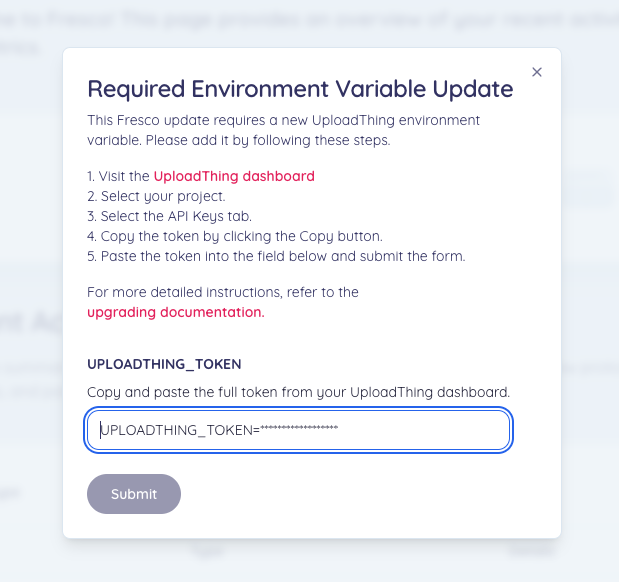 Required Environment Variable Update
This Fresco update requires a new UploadThing environment
variable. Please add it by following these steps.
1. Visit the UploadThing dashboard
2. Select your project.
3. Select the API Keys tab.
4. Copy the token by clicking the Copy button.
5. Paste the token into the field below and submit the form.
For more detailed instructions, refer to the
upgrading documentation.
UPLOADTHING_TOKEN
Copy and paste the full token from your UploadThing dashboard.
UPLOADTHING_TOKEN=******************
Submit